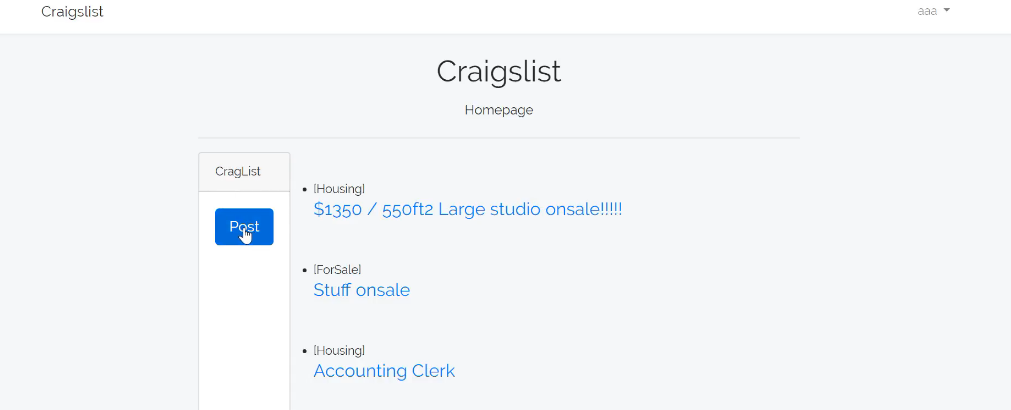 Craigslist
aaa
Craigslist
Homepage
CragList
Post
[Housing]
$1350 / 550ft2 Large studio onsale!!!!!
[ForSale]
Stuff onsale
[Housing]
Accounting Clerk